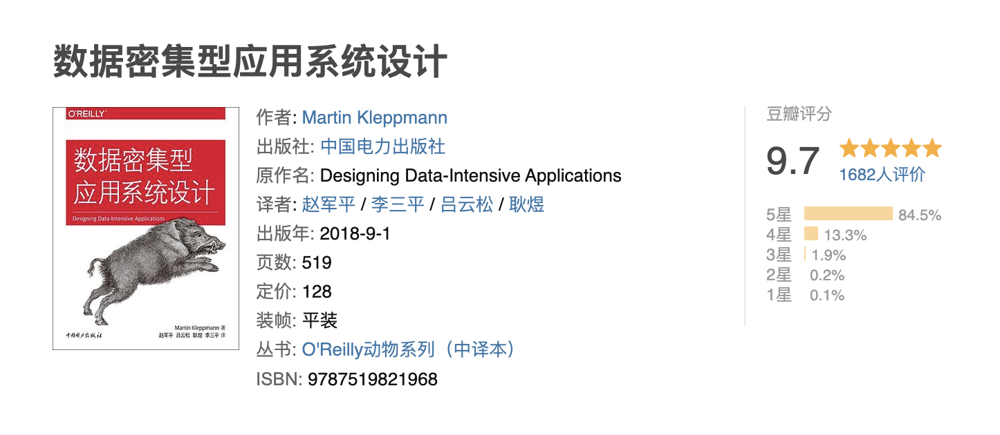 数据密集型应用系统设计
O'REILLY®
数据密集型
应用系统设计
Designing Data-Intensive Applications
Martin Kleppmann 著
中国电力出版社
赵军平 吕云松 耿煜 李三平 译
作者: Martin Kleppmann
出版社: 中国电力出版社
原作名: Designing Data-Intensive Applications
译者: 赵军平 / 李三平 / 吕云松 / 耿煜
出版年: 2018-9-1
页数: 519
定价: 128
装帧: 平装
丛书: O'Reilly动物系列（中译本）
ISBN: 9787519821968
豆瓣评分
9.7
1682人评价
5星 84.5%
4星 13.3%
3星 1.9%
2星 0.2%
1星 0.1%